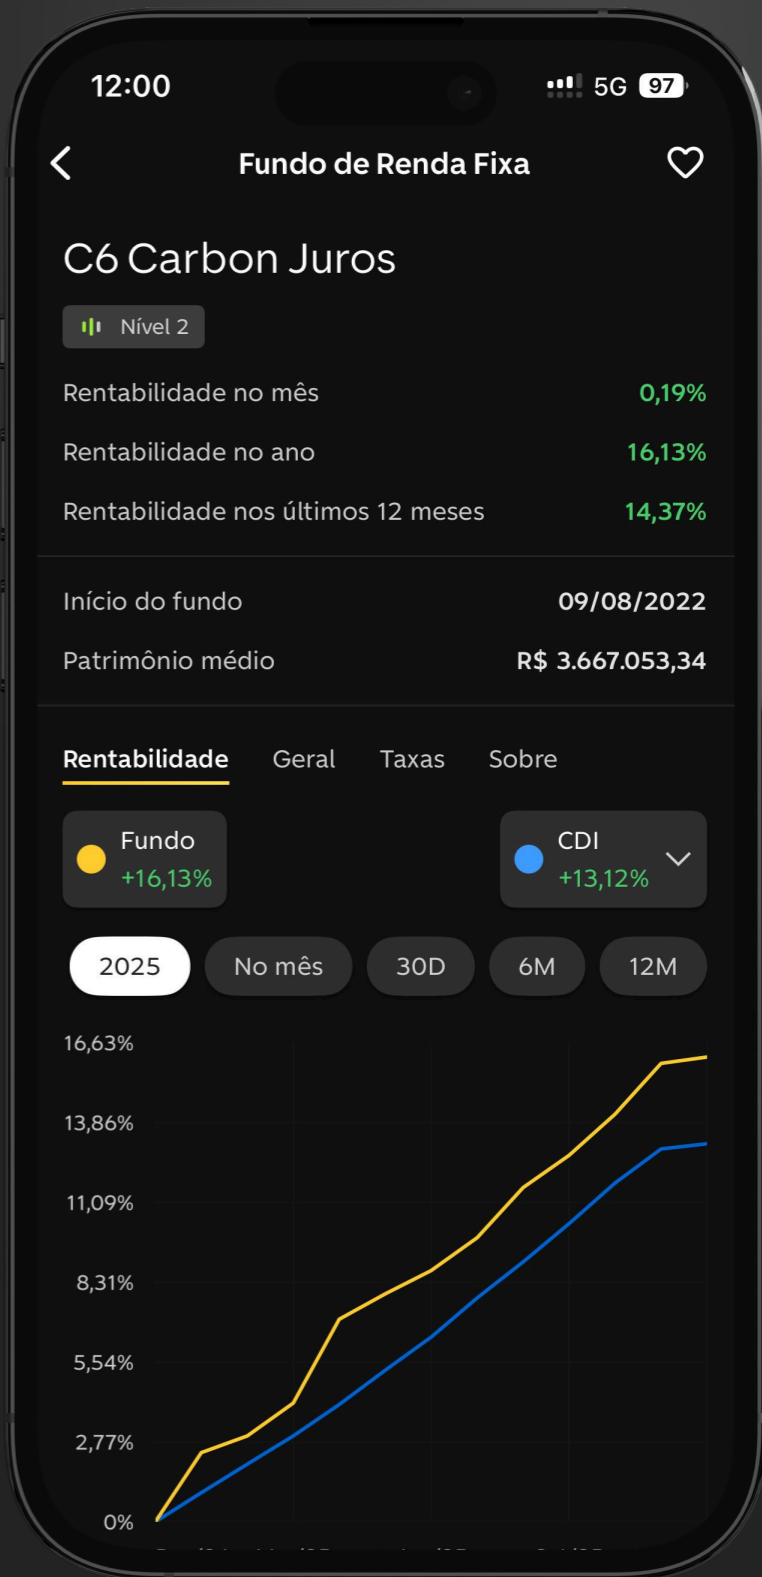 12:00 5G 97
Fundo de Renda Fixa
C6 Carbon Juros
Nível 2
Rentabilidade no mês 0,19%
Rentabilidade no ano 16,13%
Rentabilidade nos últimos 12 meses 14,37%
Início do fundo 09/08/2022
Patrimônio médio R$ 3.667.053,34
Rentabilidade Geral Taxas Sobre
Fundo CDI
+16,13% +13,12%
2025 No mês 30D 6M 12M
16,63%
13,86%
11,09%
8,31%
5,54%
2,77%
0%